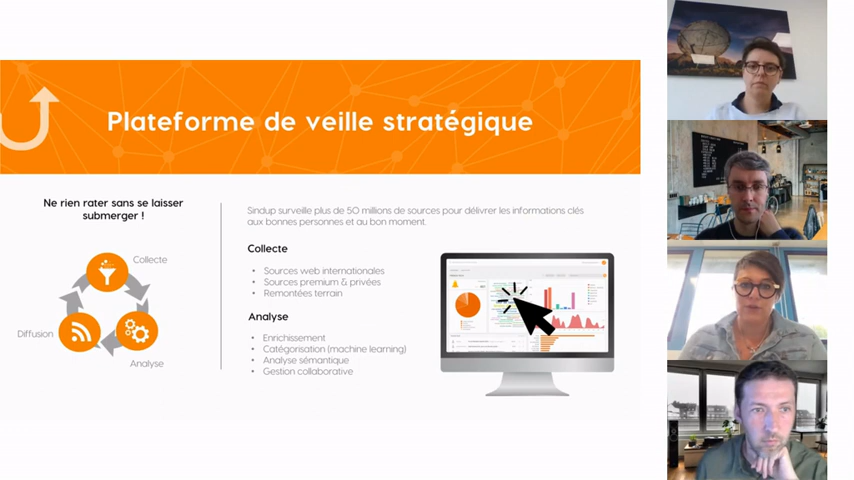 Plateforme de veille stratégique
Ne rien rater sans se laisser
submerger !
Collecte
Diffusion
Analyse
Sindup surveille plus de 50 millions de sources pour délivrer les informations clés
aux bonnes personnes et au bon moment.
Collecte
• Sources web internationales
• Sources premium & privées
• Remontées terrain
Analyse
• Enrichissement
• Catégorisation (machine learning)
• Analyse sémantique
• Gestion collaborative